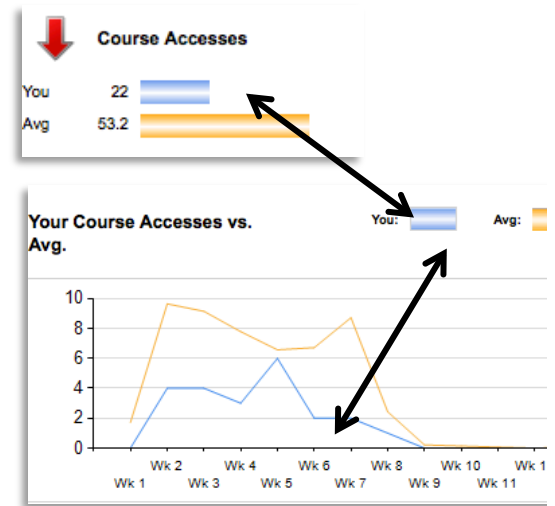 Course Accesses
You 22
Avg 53.2
Your Course Accesses vs.
Avg.
You: Avg:
10
8
6
4
2
0
Wk 2 Wk 4 Wk 6 Wk 8 Wk 10 Wk 1
Wk 1 Wk 3 Wk 5 Wk 7 Wk 9 Wk 11